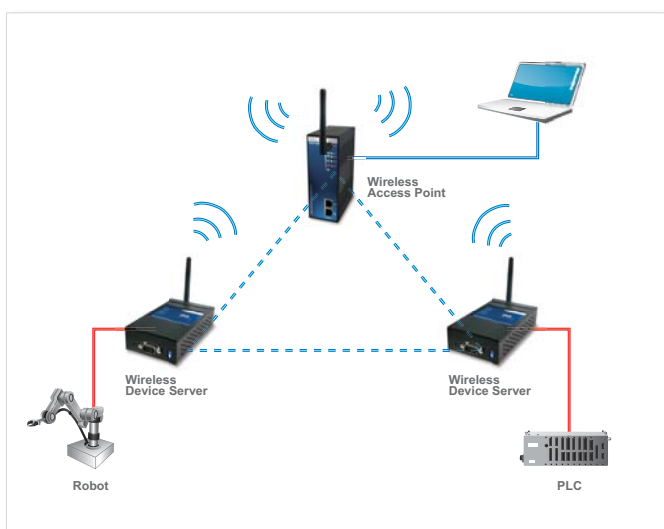 Wireless
Access Point
Wireless
Device Server
Wireless
Device Server
Robot
PLC